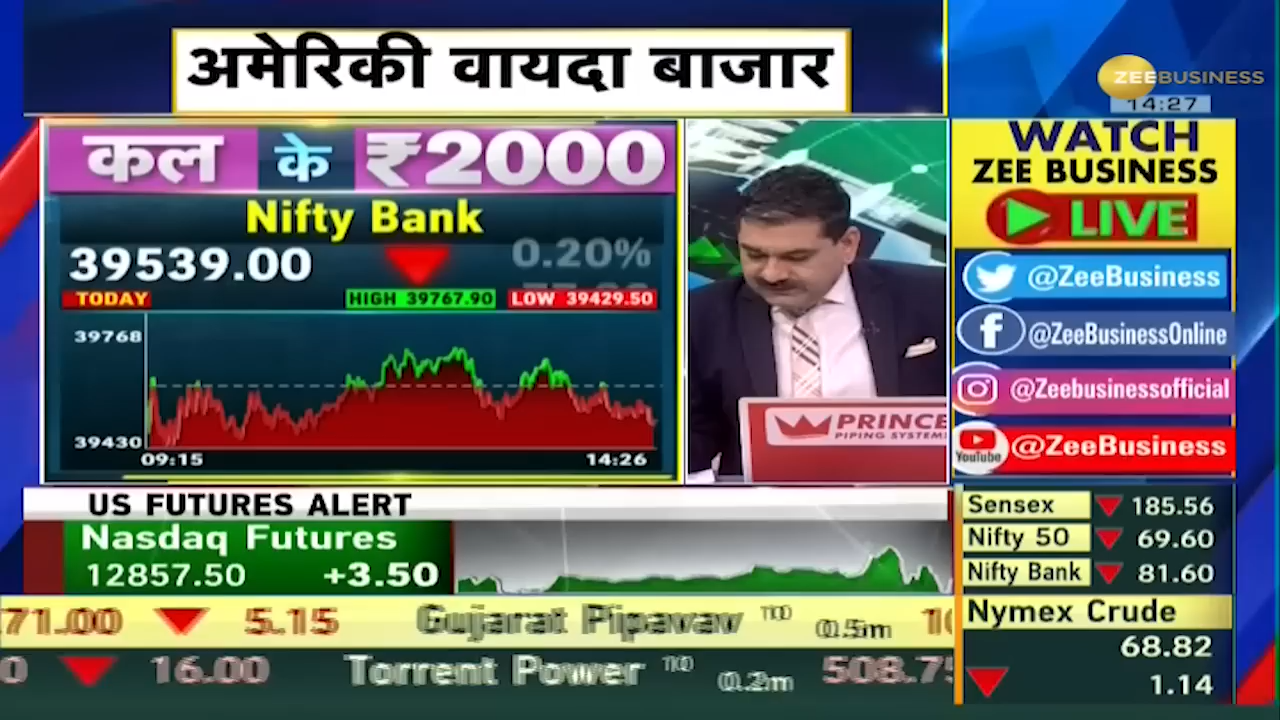 अमेरिकी वायदा बाजार
ZEEBUSINESS
14:27
कल के ₹2000
Nifty Bank
39539.00
0.20%
TODAY
HIGH 39767.90
LOW 39429.50
39768
39430
09:15
14:26
PRINCE
PIPING SYSTEMS
WATCH
ZEE BUSINESS
LIVE
@ZeeBusiness
@ZeeBusinessOnline
@Zeebusinessofficial
YouTube
@ZeeBusiness
US FUTURES ALERT
Nasdaq Futures
12857.50 +3.50
Sensex 185.56
Nifty 50 69.60
Nifty Bank 81.60
Nymex Crude
68.82
1.14
71.00 5.15 Gujarat Pipavav 0.5m
16.00 Torrent Power 0.2m 508.75